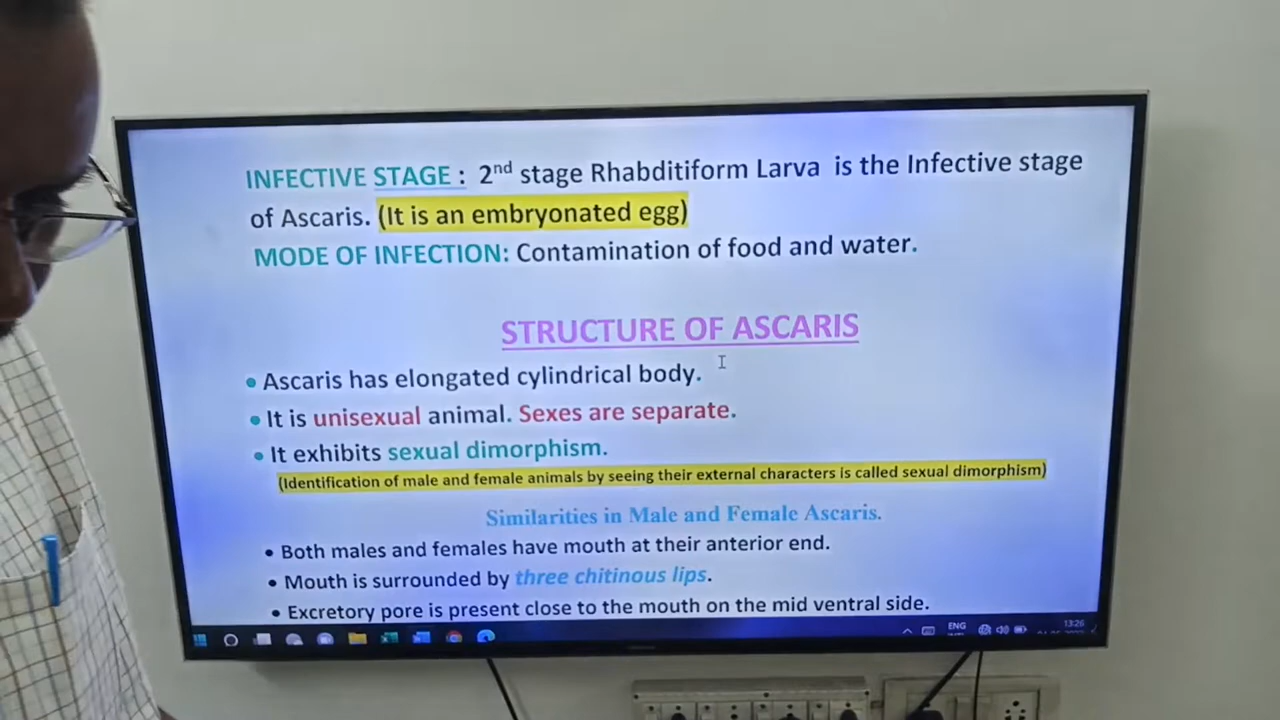 INFECTIVE STAGE : 2nd stage Rhabditiform Larva is the Infective stage
of Ascaris. (It is an embryonated egg)
MODE OF INFECTION: Contamination of food and water.
STRUCTURE OF ASCARIS
• Ascaris has elongated cylindrical body.
• It is unisexual animal. Sexes are separate.
• It exhibits sexual dimorphism.
(Identification of male and female animals by seeing their external characters is called sexual dimorphism)
Similarities in Male and Female Ascaris.
• Both males and females have mouth at their anterior end.
• Mouth is surrounded by three chitinous lips.
• Excretory pore is present close to the mouth on the mid ventral side.
ENG 13:26